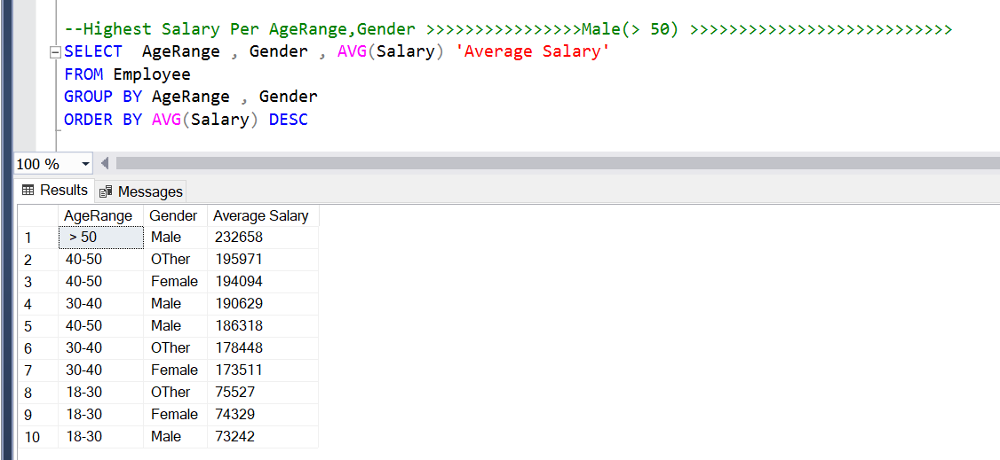 --Highest Salary Per AgeRange,Gender >>>>>>>>>>>>>>>>Male(> 50) >>>>>>>>>>>>>>>>>>>>>>>>>>>
SELECT  AgeRange , Gender , AVG(Salary) 'Average Salary'
FROM Employee
GROUP BY AgeRange , Gender
ORDER BY AVG(Salary) DESC
100 %
Results Messages
AgeRange Gender Average Salary
1 > 50 Male 232658
2 40-50 OTher 195971
3 40-50 Female 194094
4 30-40 Male 190629
5 40-50 Male 186318
6 30-40 OTher 178448
7 30-40 Female 173511
8 18-30 OTher 75527
9 18-30 Female 74329
10 18-30 Male 73242